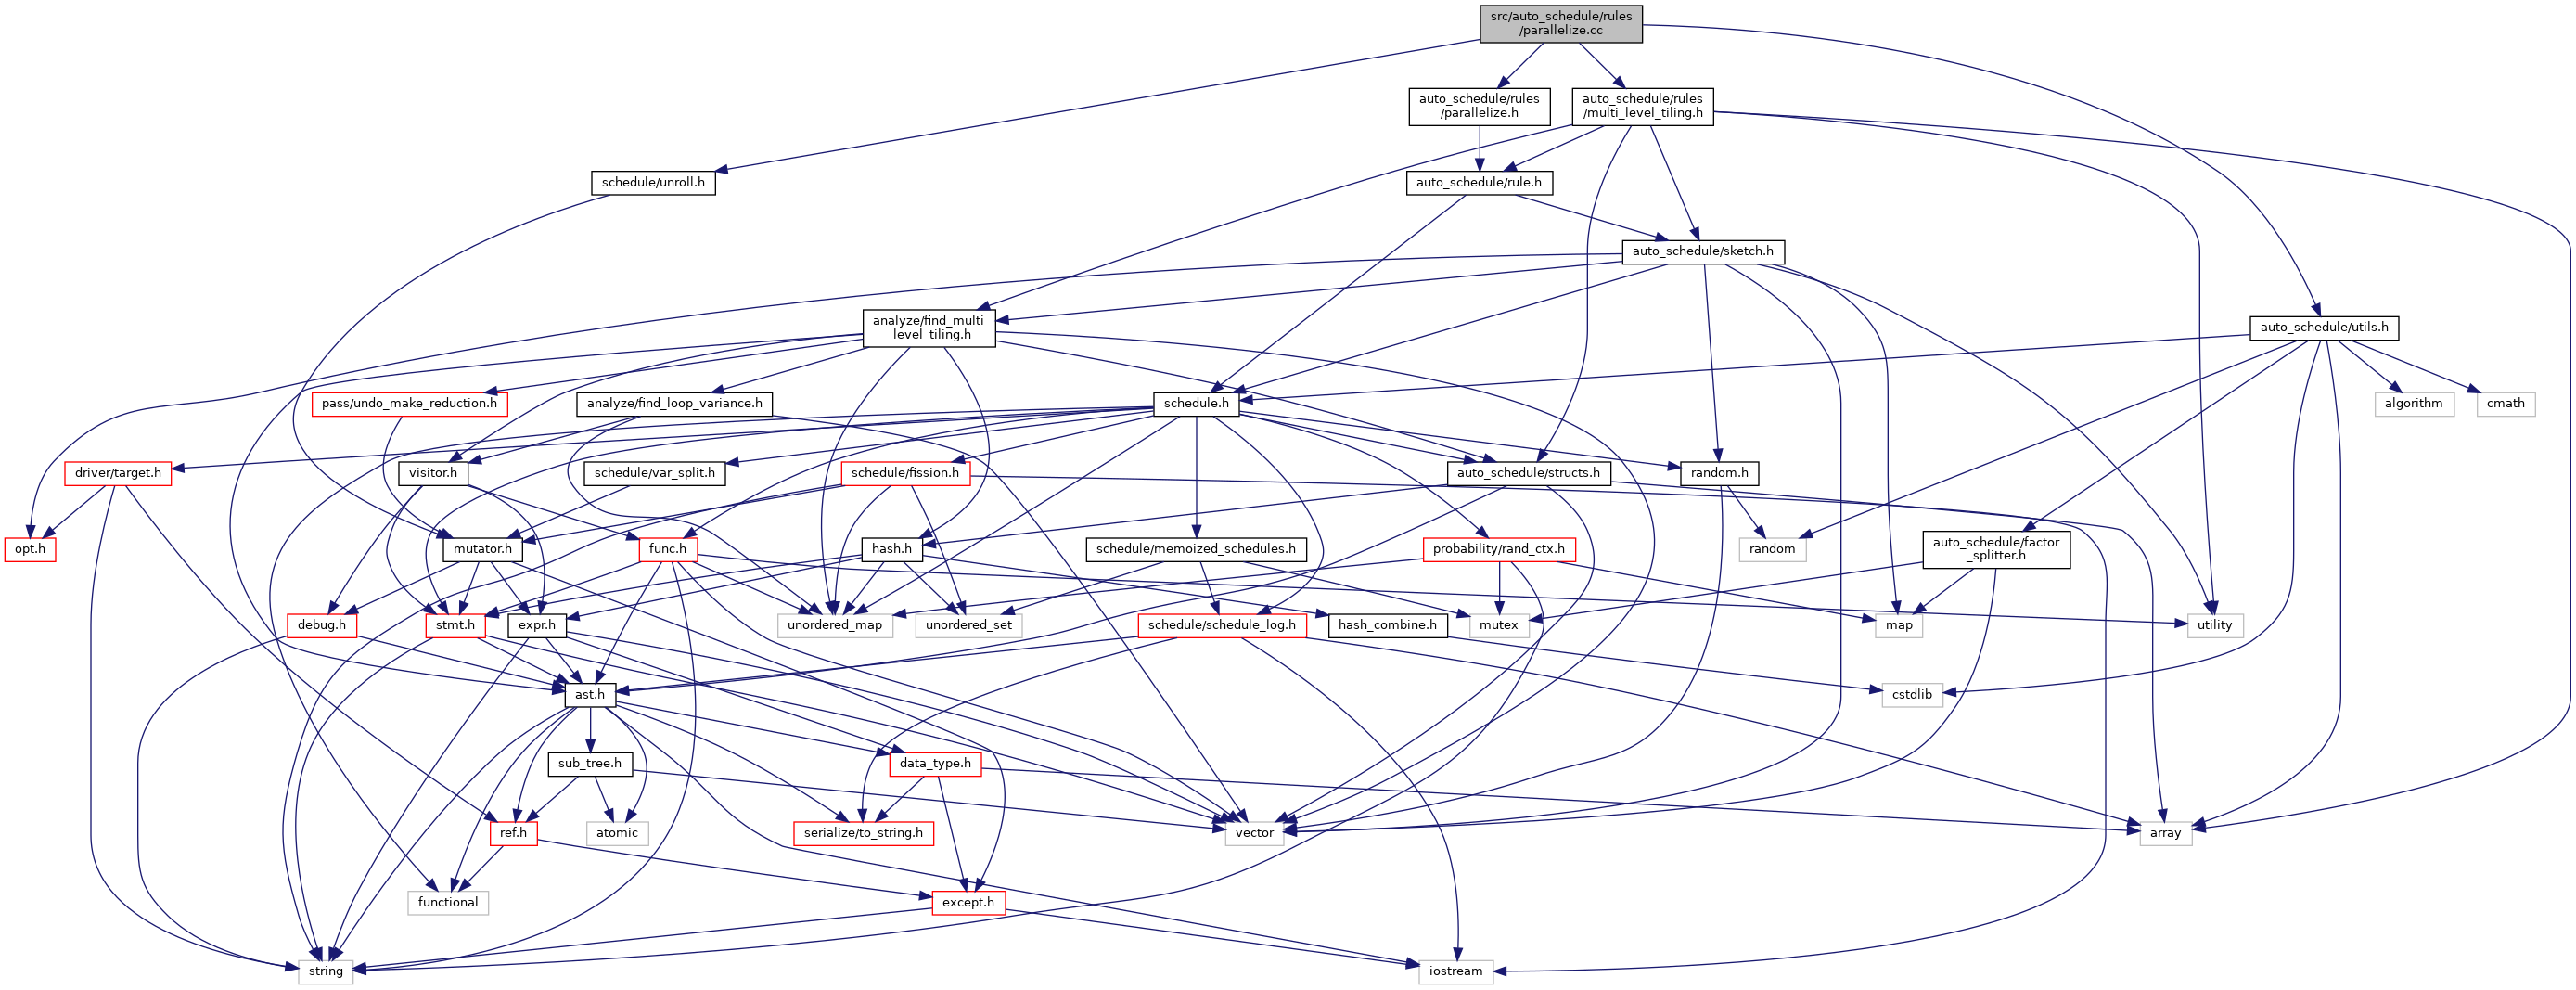 src/auto_schedule/rules
/parallelize.cc
auto_schedule/rules
/parallelize.h
auto_schedule/rules
/multi_level_tiling.h
schedule/unroll.h
auto_schedule/rule.h
auto_schedule/sketch.h
analyze/find_multi
_level_tiling.h
auto_schedule/utils.h
pass/undo_make_reduction.h
analyze/find_loop_variance.h
schedule.h
algorithm
cmath
driver/target.h
visitor.h
schedule/var_split.h
schedule/fission.h
auto_schedule/structs.h
random.h
opt.h
mutator.h
func.h
hash.h
schedule/memoized_schedules.h
probability/rand_ctx.h
random
auto_schedule/factor
_splitter.h
debug.h
stmt.h
expr.h
unordered_map
unordered_set
schedule/schedule_log.h
hash_combine.h
mutex
map
utility
ast.h
cstdlib
sub_tree.h
data_type.h
ref.h
atomic
serialize/to_string.h
vector
array
functional
except.h
string
iostream